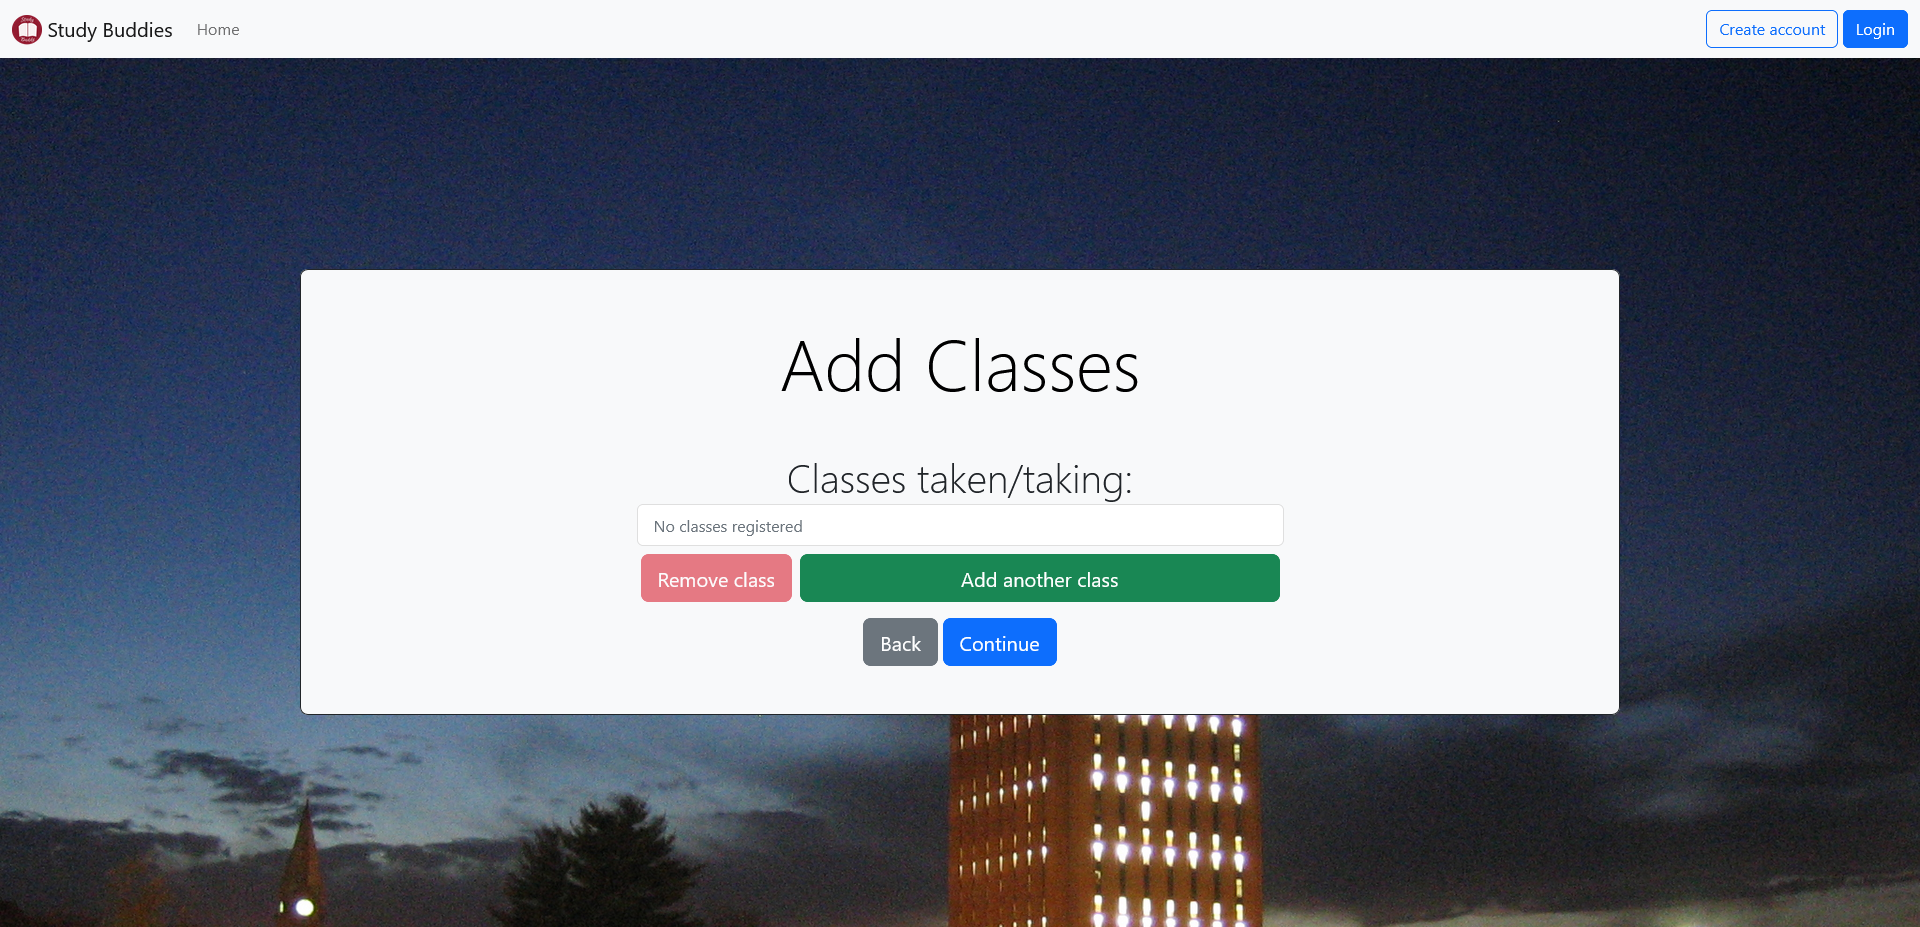 Study Buddies Home Create account Login
Add Classes
Classes taken/taking:
No classes registered
Remove class Add another class
Back Continue